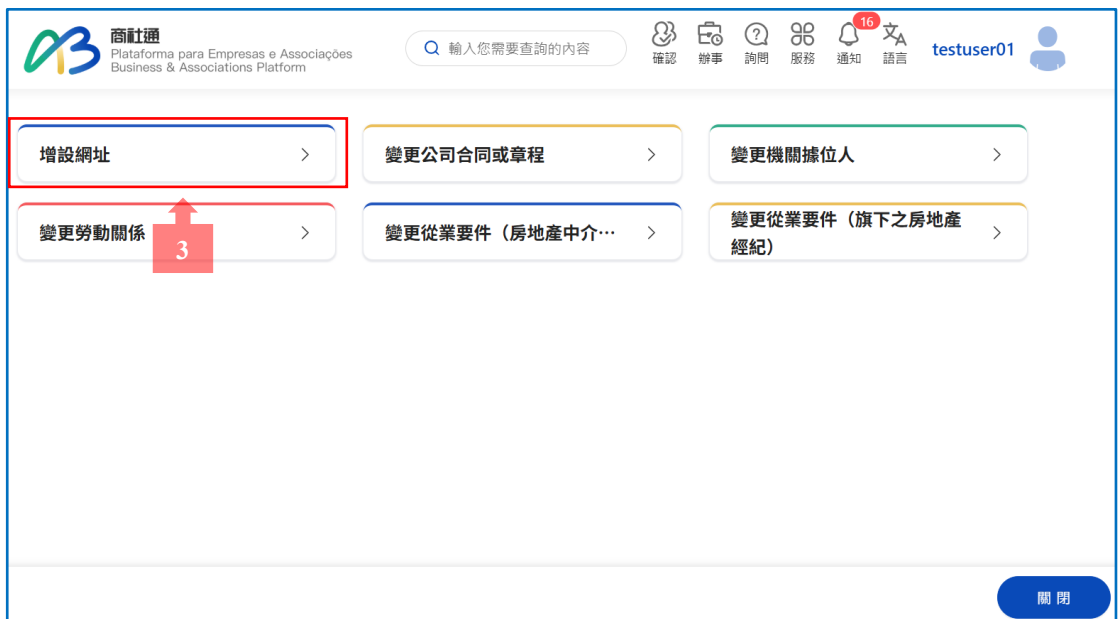 商社通
Plataforma para Empresas e Associações
Business & Associations Platform
輸入您需要查詢的內容
確認
辦事
詢問
服務
16
通知
語言
testuser01
增設網址
變更公司合同或章程
變更機關據位人
變更勞動關係
變更從業要件（房地產中介…
變更從業要件（旗下之房地產
經紀）
3
關閉